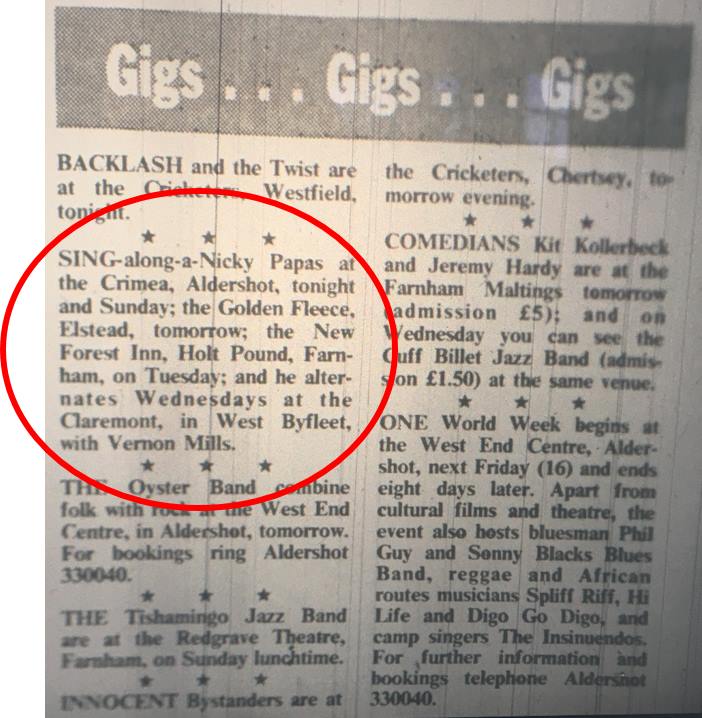 Gigs . . . Gigs . . . Gigs
BACKLASH and the Twist are
at the Cricketers, Westfield,
tonight.
★ ★ ★
SING-along-a-Nicky Papas at
the Crimea, Aldershot, tonight
and Sunday; the Golden Fleece,
Elstead, tomorrow; the New
Forest Inn, Holt Pound, Farn-
ham, on Tuesday; and he alter-
nates Wednesdays at the
Claremont, in West Byfleet,
with Vernon Mills.
★ ★ ★
THE Oyster Band combine
folk with rock at the West End
Centre, in Aldershot, tomorrow.
For bookings ring Aldershot
330040.
★ ★ ★
THE Tishamingo Jazz Band
are at the Redgrave Theatre,
Farnham, on Sunday lunchtime.
★ ★ ★
INNOCENT Bystanders are at
the Cricketers, Chertsey, to-
morrow evening.
★ ★ ★
COMEDIANS Kit Kollerbeck
and Jeremy Hardy are at the
Farnham Maltings tomorrow
(admission £5); and on
Wednesday you can see the
Cuff Billet Jazz Band (admis-
sion £1.50) at the same venue.
★ ★ ★
ONE World Week begins at
the West End Centre, Alder-
shot, next Friday (16) and ends
eight days later. Apart from
cultural films and theatre, the
event also hosts bluesman Phil
Guy and Sonny Blacks Blues
Band, reggae and African
routes musicians Spliff Riff, Hi
Life and Digo Go Digo, and
camp singers The Insinuendos.
For further information and
bookings telephone Aldershot
330040.